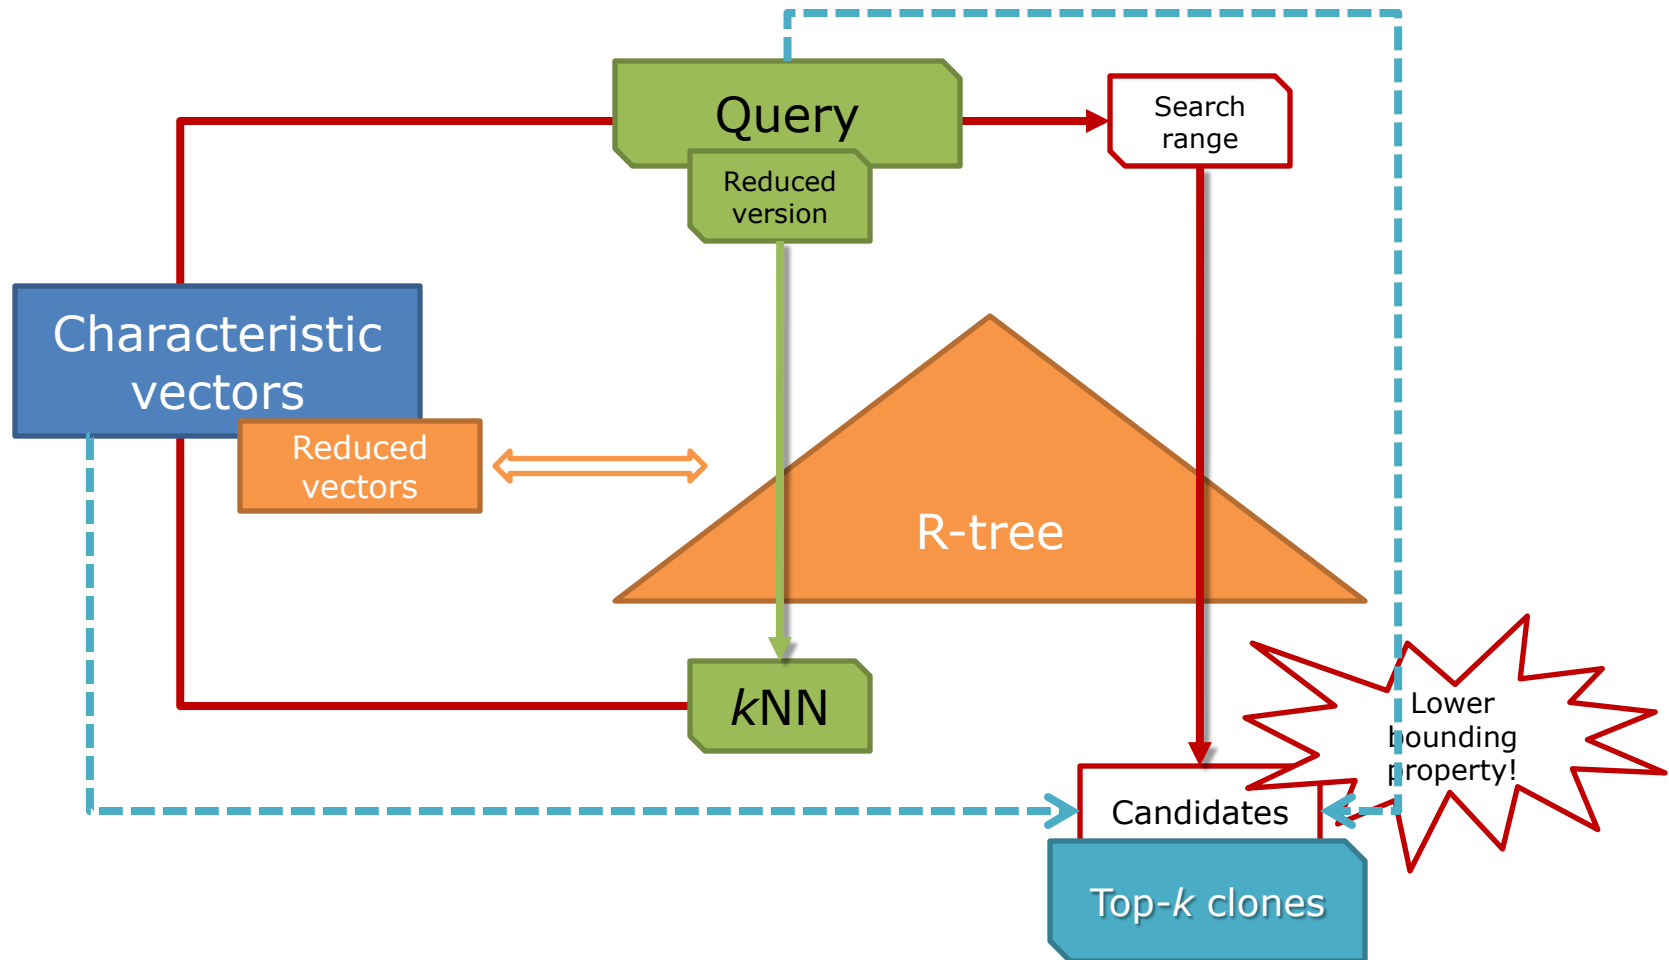 Query
Search
range
Reduced
version
Characteristic
vectors
Reduced
vectors
R-tree
kNN
Lower
bounding
property!
Candidates
Top-k clones